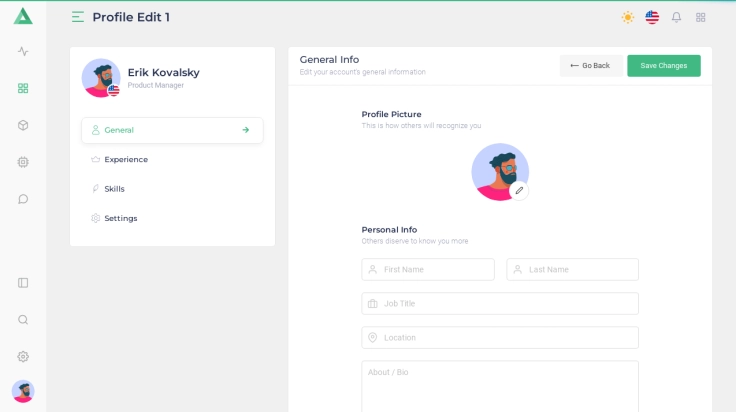 Profile Edit 1
Erik Kovalsky
Product Manager
General
Experience
Skills
Settings
General Info
Edit your account's general information
Go Back
Save Changes
Profile Picture
This is how others will recognize you
Personal Info
Others diserve to know you more
First Name
Last Name
Job Title
Location
About / Bio